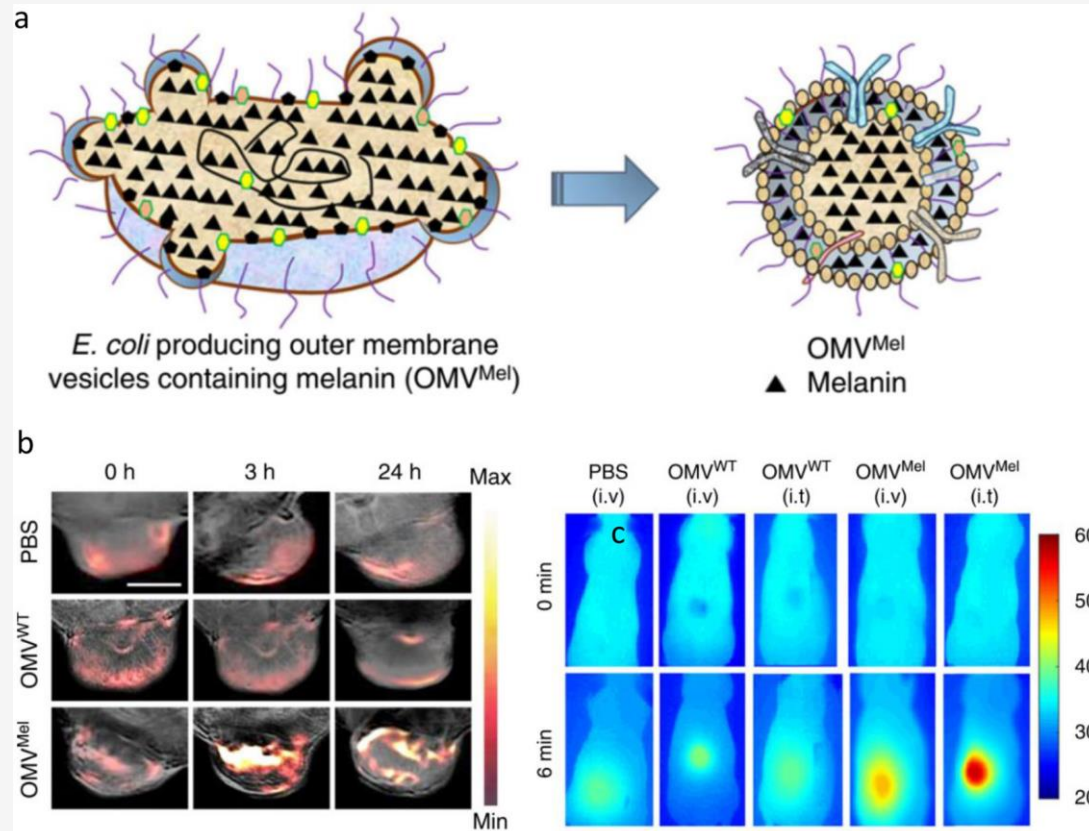 a
E. coli producing outer membrane
vesicles containing melanin (OMVMel)
OMVMel
▲ Melanin
b
0 h 3 h 24 h Max
PBS
OMVWT
OMVMel
Min
PBS OMVWT OMVWT OMVMel OMVMel
(i.v) (i.v) (i.t) (i.v) (i.t)
c
0 min
6 min
60
50
40
30
20